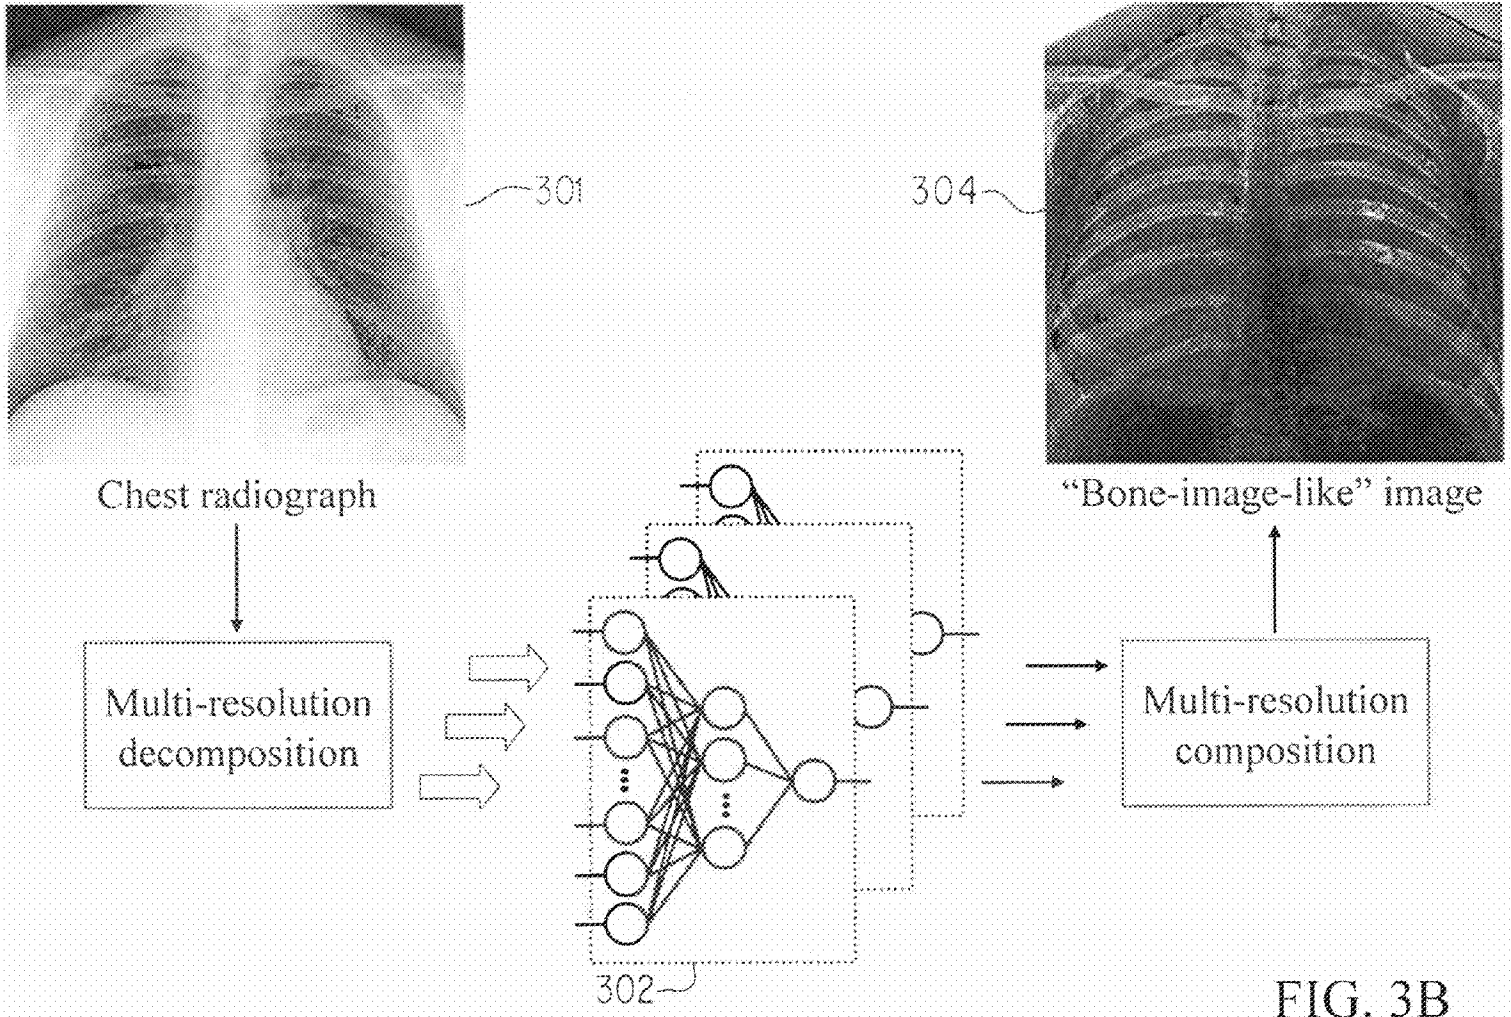 301
304
Chest radiograph
“Bone-image-like” image
Multi-resolution
decomposition
Multi-resolution
composition
302
FIG. 3B